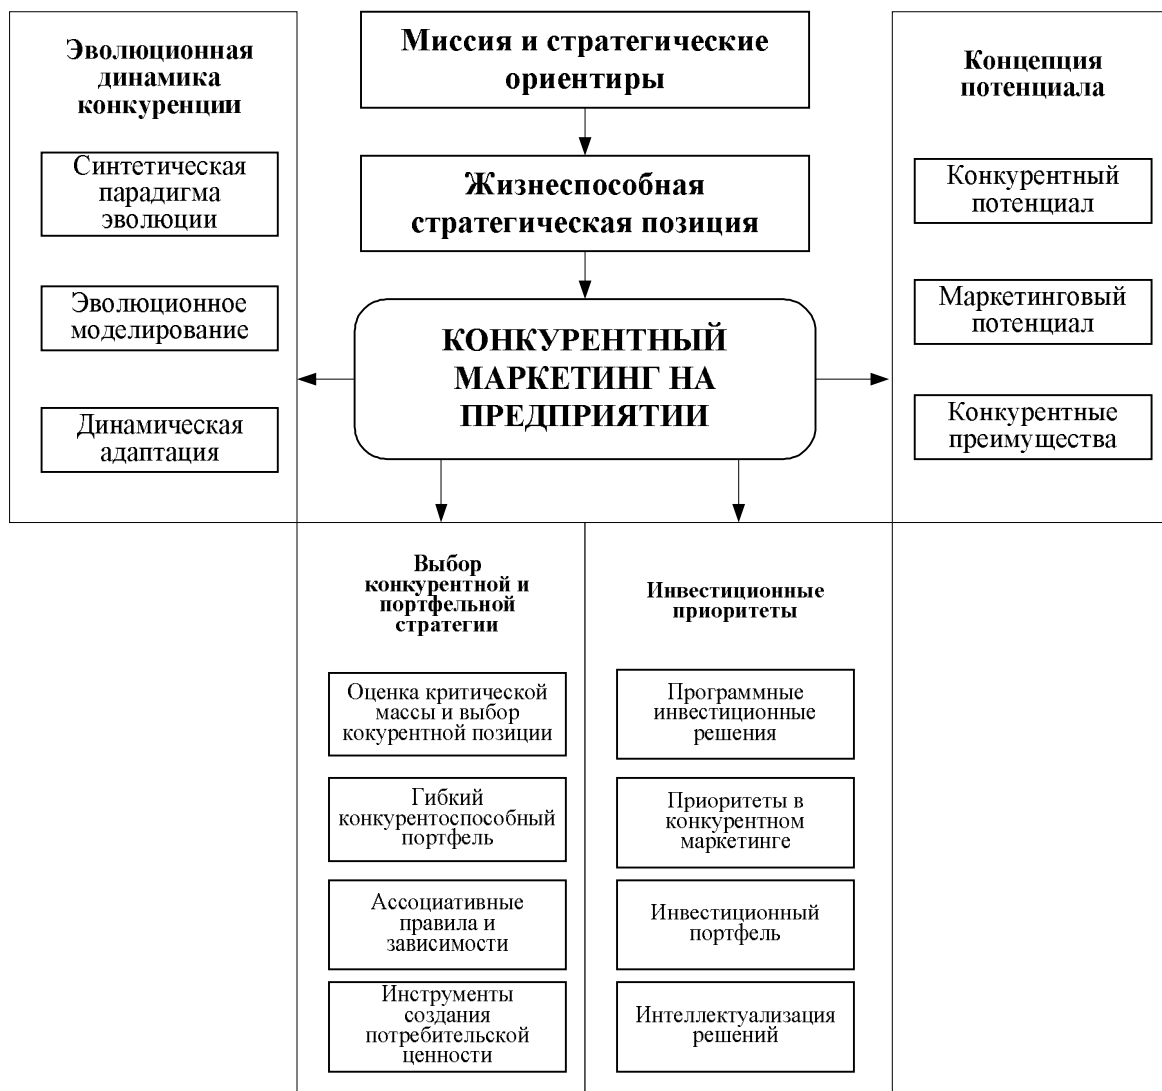 Эволюционная
динамика
конкуренции
Синтетическая
парадигма
эволюции
Эволюционное
моделирование
Динамическая
адаптация
Миссия и стратегические
ориентиры
Жизнеспособная
стратегическая позиция
КОНКУРЕНТНЫЙ
МАРКЕТИНГ НА
ПРЕДПРИЯТИИ
Концепция
потенциала
Конкурентный
потенциал
Маркетинговый
потенциал
Конкурентные
преимущества
Выбор
конкурентной и
портфельной
стратегии
Оценка критической
массы и выбор
кокурентной позиции
Гибкий
конкурентоспособный
портфель
Ассоциативные
правила и
зависимости
Инструменты
создания
потребительской
ценности
Инвестиционные
приоритеты
Программные
инвестиционные
решения
Приоритеты в
конкурентном
маркетинге
Инвестиционный
портфель
Интеллектуализация
решений